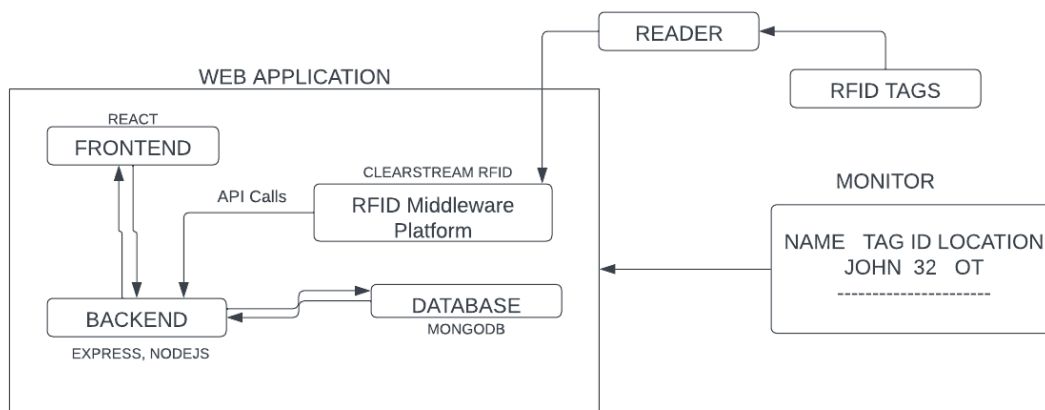 READER
RFID TAGS
WEB APPLICATION
REACT
FRONTEND
API Calls
CLEARSTREAM RFID
RFID Middleware
Platform
BACKEND
EXPRESS, NODEJS
DATABASE
MONGODB
MONITOR
NAME TAG ID LOCATION
JOHN 32 OT
----------------------